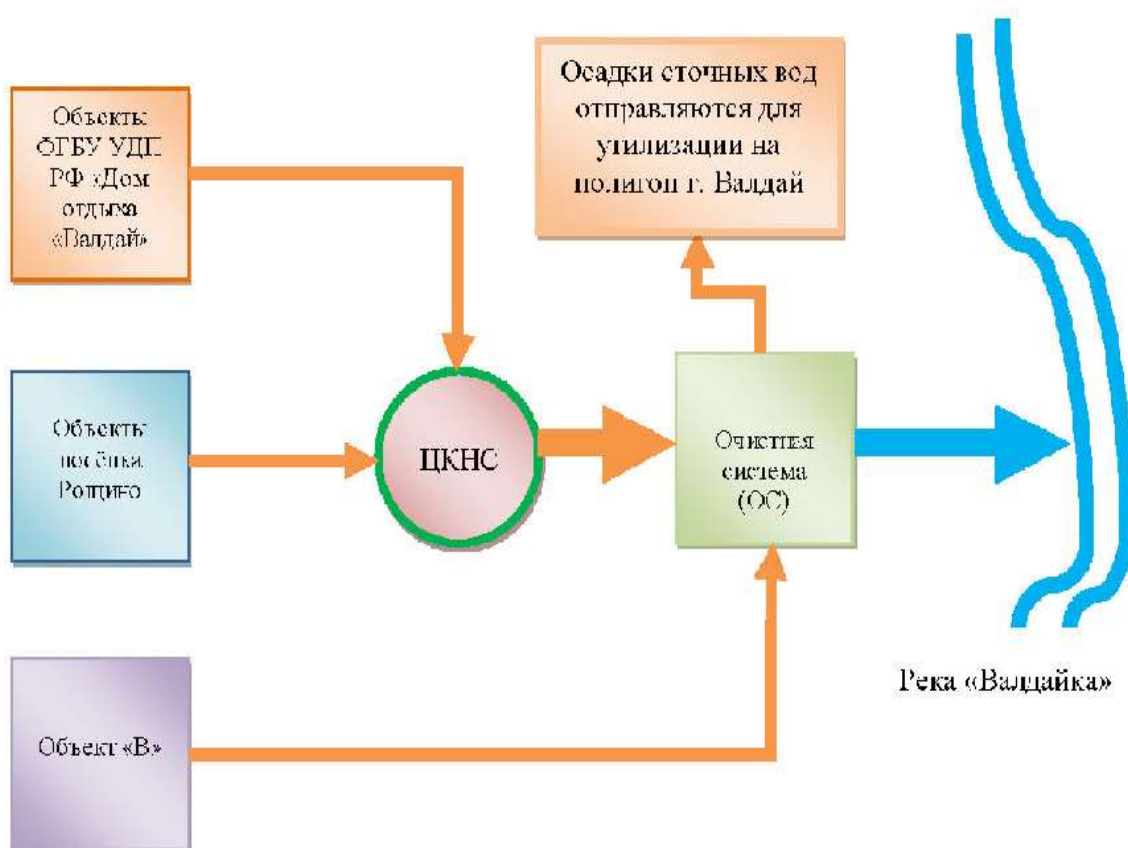 Объекты
ФГБУ УДП
РФ «Дом
отдыха
«Валдай»
Осадки сточных вод
отправляются для
утилизации на
полигон г. Валдай
Объекты
посёлка
Рощино
ЦКНС
Очистная
система
(ОС)
Объект «В»
Река «Валдайка»